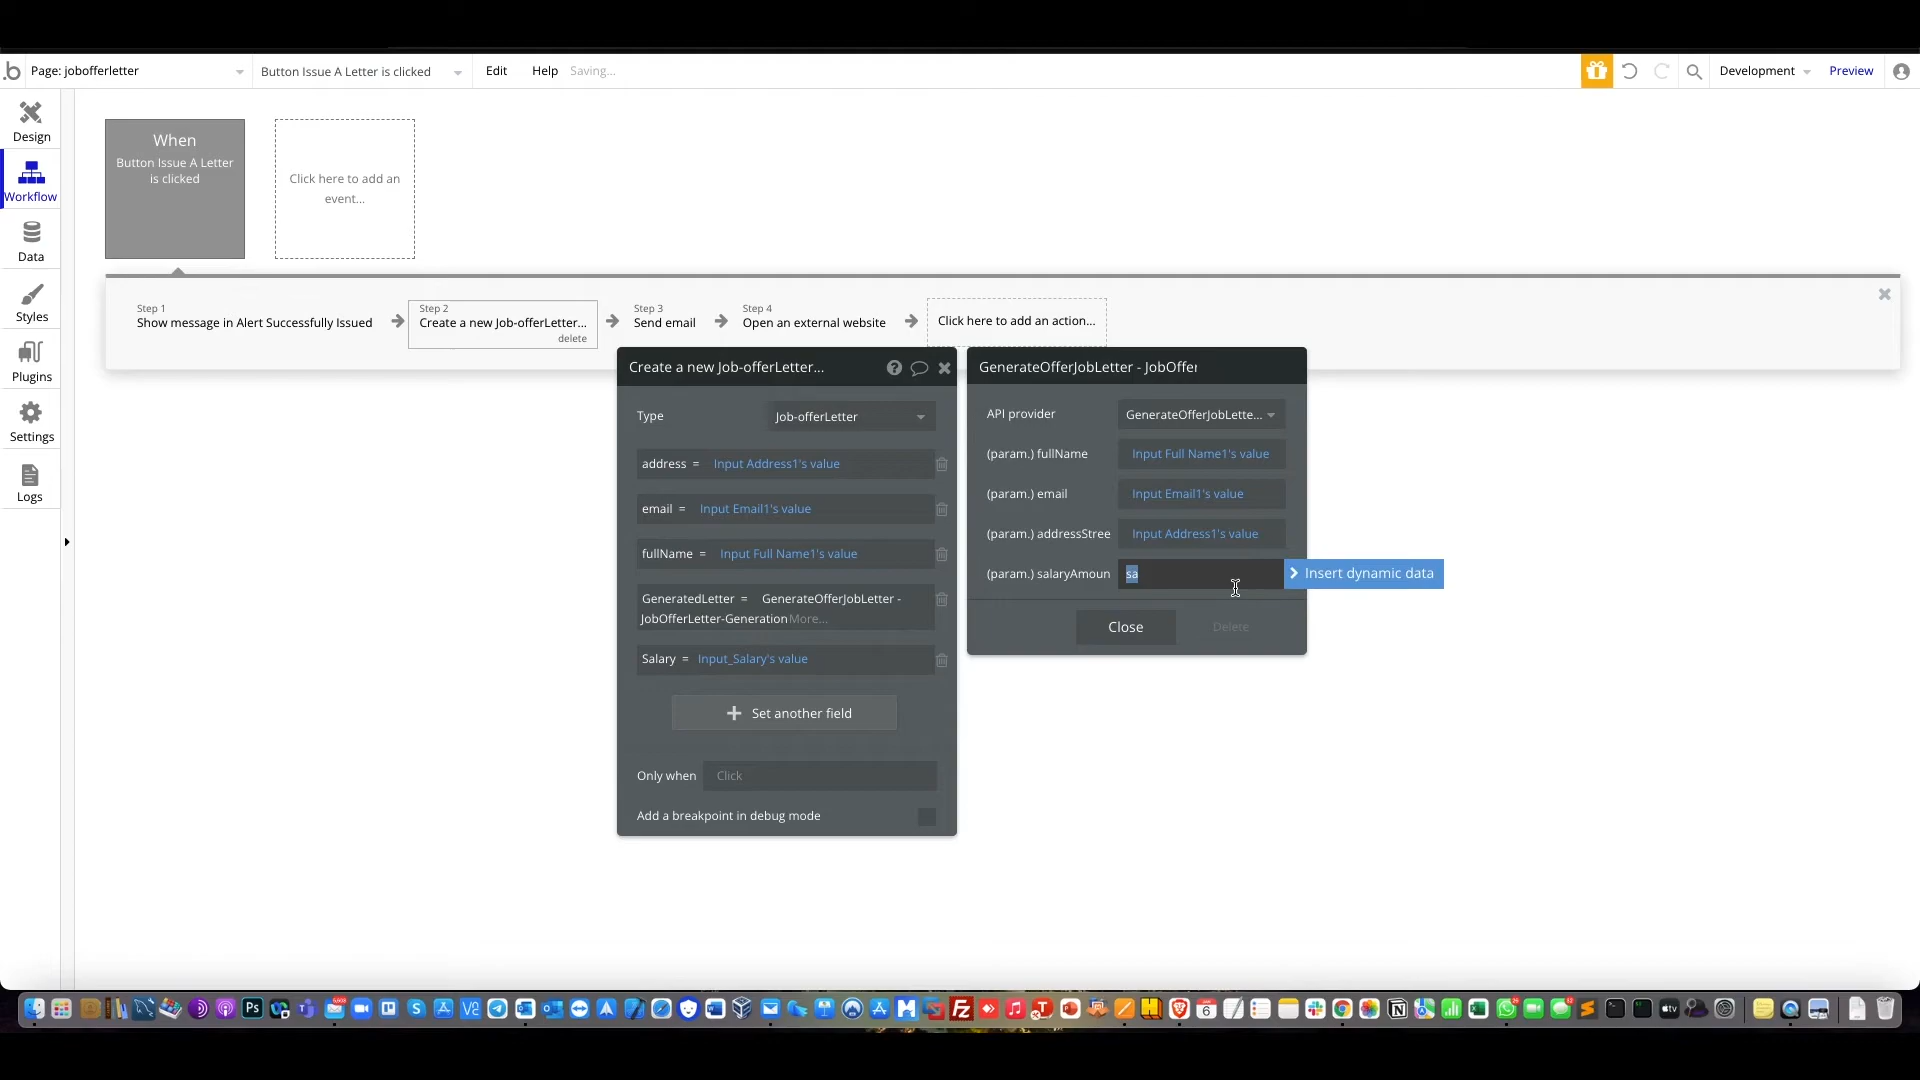 Page: jobofferletter
Button Issue A Letter is clicked
Edit
Help
Saving...
Development
Preview
Design
Workflow
Data
Styles
Plugins
Settings
Logs
When
Button Issue A Letter
is clicked
Click here to add an
event...
Step 1
Show message in Alert Successfully Issued
Step 2
Create a new Job-offerLetter...
delete
Step 3
Send email
Step 4
Open an external website
Click here to add an action...
Create a new Job-offerLetter...
Type
Job-offerLetter
address =
Input Address1's value
email =
Input Email1's value
fullName =
Input Full Name1's value
GeneratedLetter =
GenerateOfferJobLetter -
JobOfferLetter-Generation More...
Salary =
Input_Salary's value
Set another field
Only when
Click
Add a breakpoint in debug mode
GenerateOfferJobLetter - JobOffer
API provider
GenerateOfferJobLette...
(param.) fullName
Input Full Name1's value
(param.) email
Input Email1's value
(param.) addressStree
Input Address1's value
(param.) salaryAmoun
sa
Insert dynamic data
Close
Delete